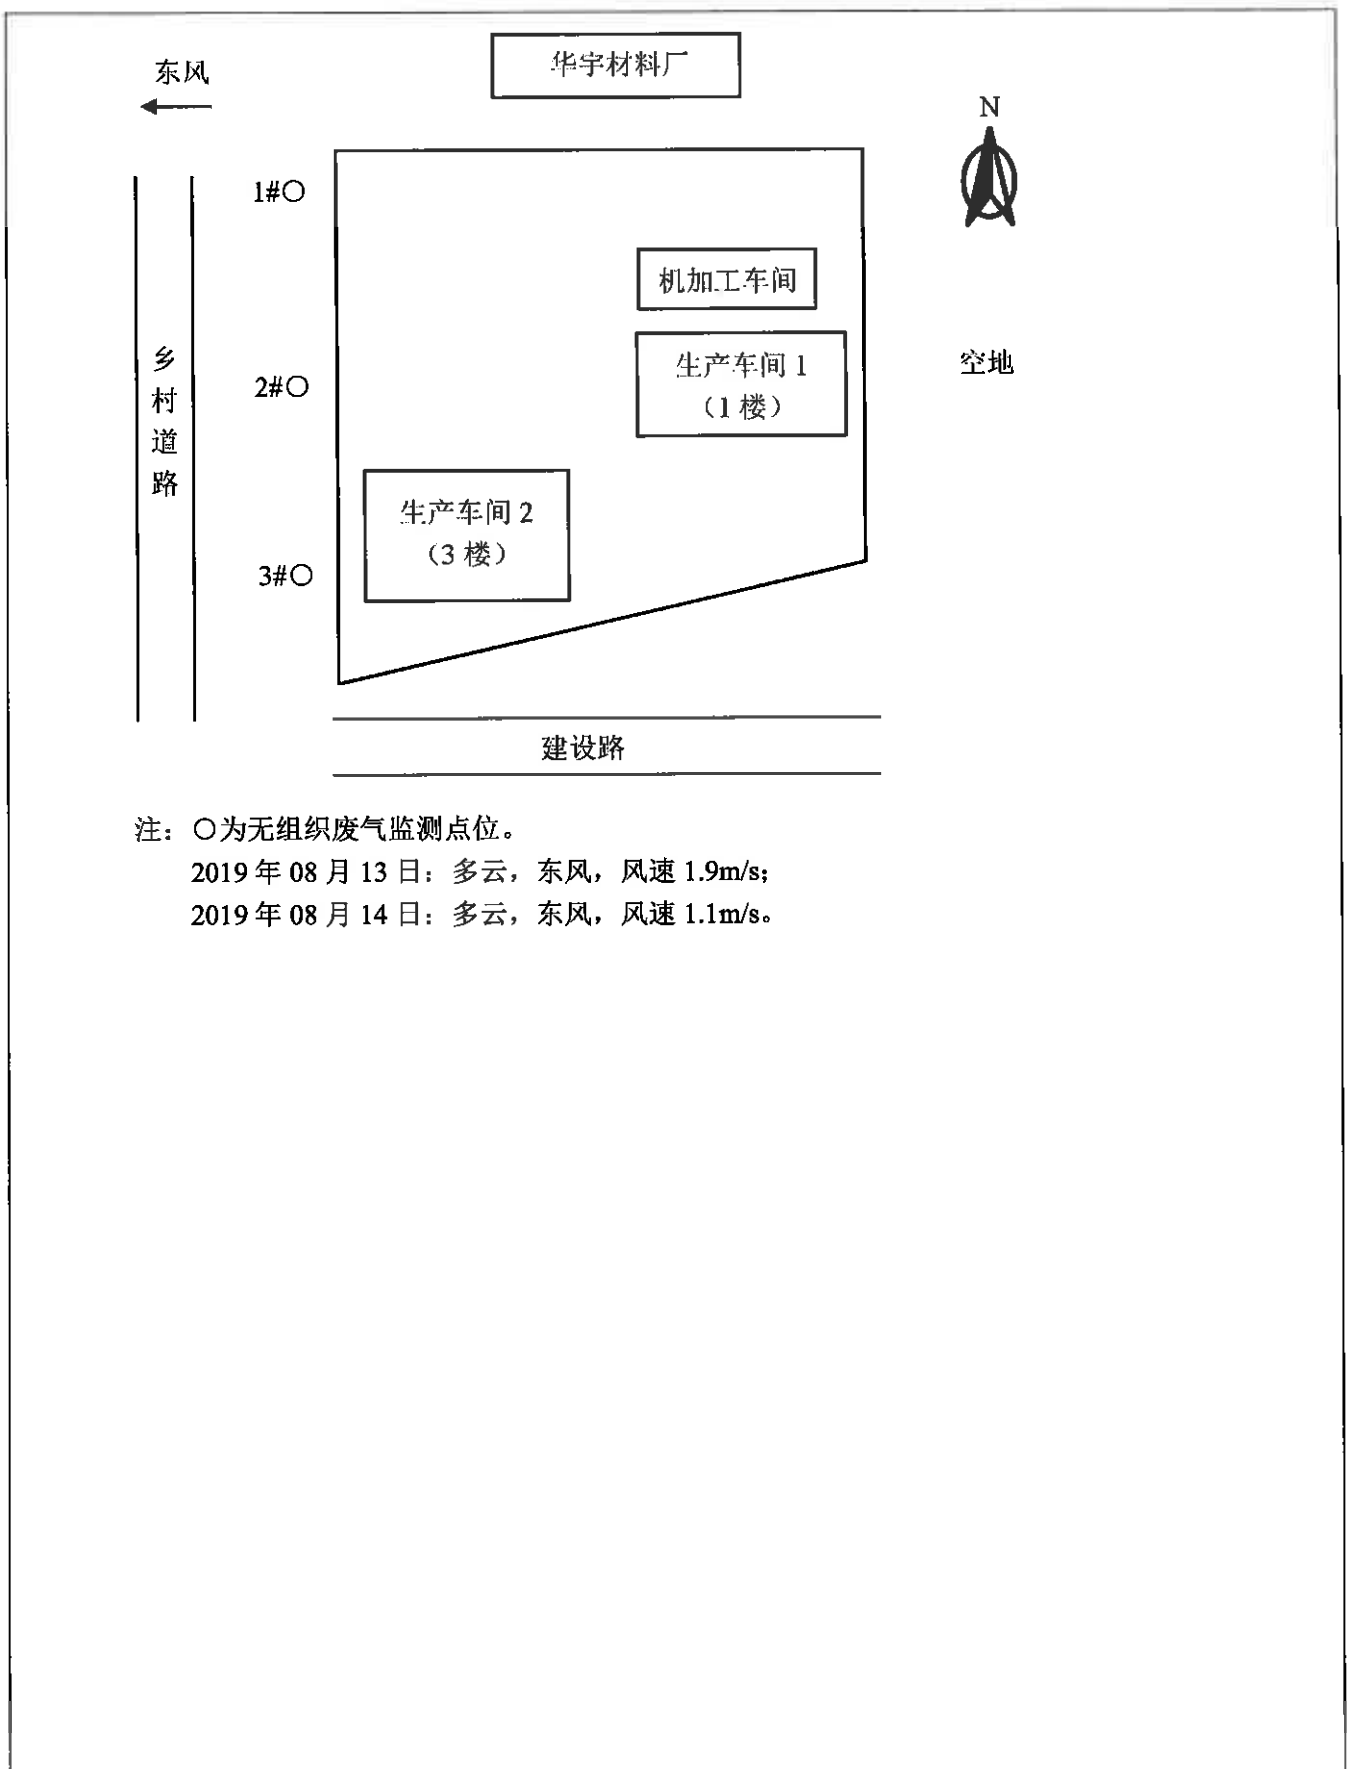 华宇材料厂
东风
N
1#○
机加工车间
生产车间 1
（1 楼）
空地
2#○
乡村道路
生产车间 2
（3 楼）
3#○
建设路
注：○为无组织废气监测点位。
2019 年 08 月 13 日：多云，东风，风速 1.9m/s；
2019 年 08 月 14 日：多云，东风，风速 1.1m/s。